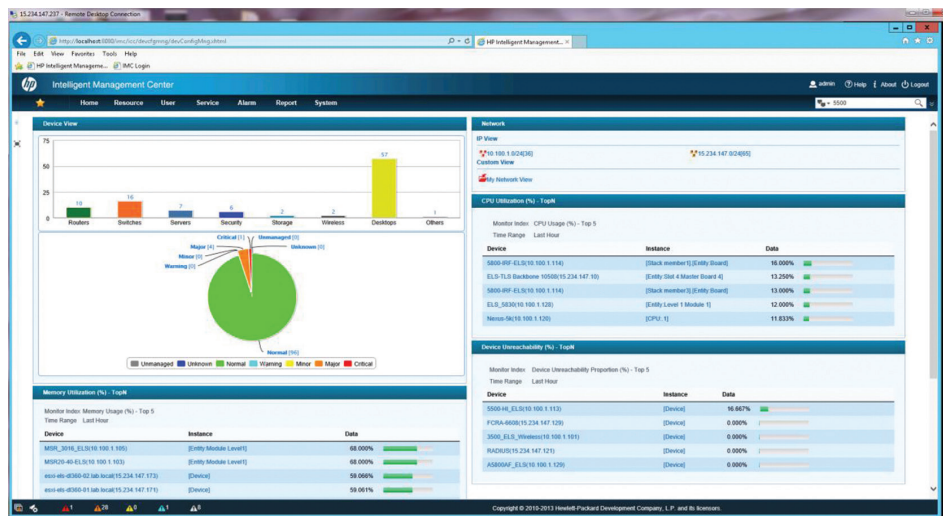 15.234.147.237 - Remote Desktop Connection
HP Intelligent Management...
File Edit View Favorites Tools Help
HP Intelligent Manageme... IMC Login
hp Intelligent Management Center
admin Help About Logout
Home Resource User Service Alarm Report System
5500
Device View
75
50
25
0
10 16 7 6 2 2 57 1
Routers Switches Servers Security Storage Wireless Desktops Others
Critical [1] Unmanaged [0]
Major [4] Unknown [0]
Minor [0]
Warning [0]
Normal [96]
Unmanaged Unknown Normal Warning Minor Major Critical
Memory Utilization (%) - TopN
Monitor Index Memory Usage (%) - Top 5
Time Range Last Hour
Device Instance Data
MSR_3016_ELS(10.100.1.105) [Entity Module Level1] 68.000%
MSR20-40-ELS(10.100.1.103) [Entity Module Level1] 68.000%
esxi-els-dl360-02.lab.local(15.234.147.173) [Device] 59.066%
esxi-els-dl360-01.lab.local(15.234.147.171) [Device] 59.061%
Network
IP View
10.100.1.0/24[36] 15.234.147.0/24[65]
Custom View
My Network View
CPU Utilization (%) - TopN
Monitor Index CPU Usage (%) - Top 5
Time Range Last Hour
Device Instance Data
5800-IRF-ELS(10.100.1.114) [Stack member1],[Entity Board] 16.000%
ELS-TLS Backbone 10508(15.234.147.10) [Entity Slot 4:Master Board 4] 13.250%
5800-IRF-ELS(10.100.1.114) [Stack member3],[Entity Board] 13.000%
ELS_5830(10.100.1.128) [Entity Level 1 Module 1] 12.000%
Nexus-5k(10.100.1.120) [CPU: 1] 11.833%
Device Unreachability (%) - TopN
Monitor Index Device Unreachability Proportion (%) - Top 5
Time Range Last Hour
Device Instance Data
5500-HI_ELS(10.100.1.113) [Device] 16.667%
FCRA-6608(15.234.147.129) [Device] 0.000%
3500_ELS_Wireless(10.100.1.101) [Device] 0.000%
RADIUS(15.234.147.121) [Device] 0.000%
A5800AF_ELS(10.100.1.129) [Device] 0.000%
1 28 0 1 8
Copyright © 2010-2013 Hewlett-Packard Development Company, L.P. and its licensors.